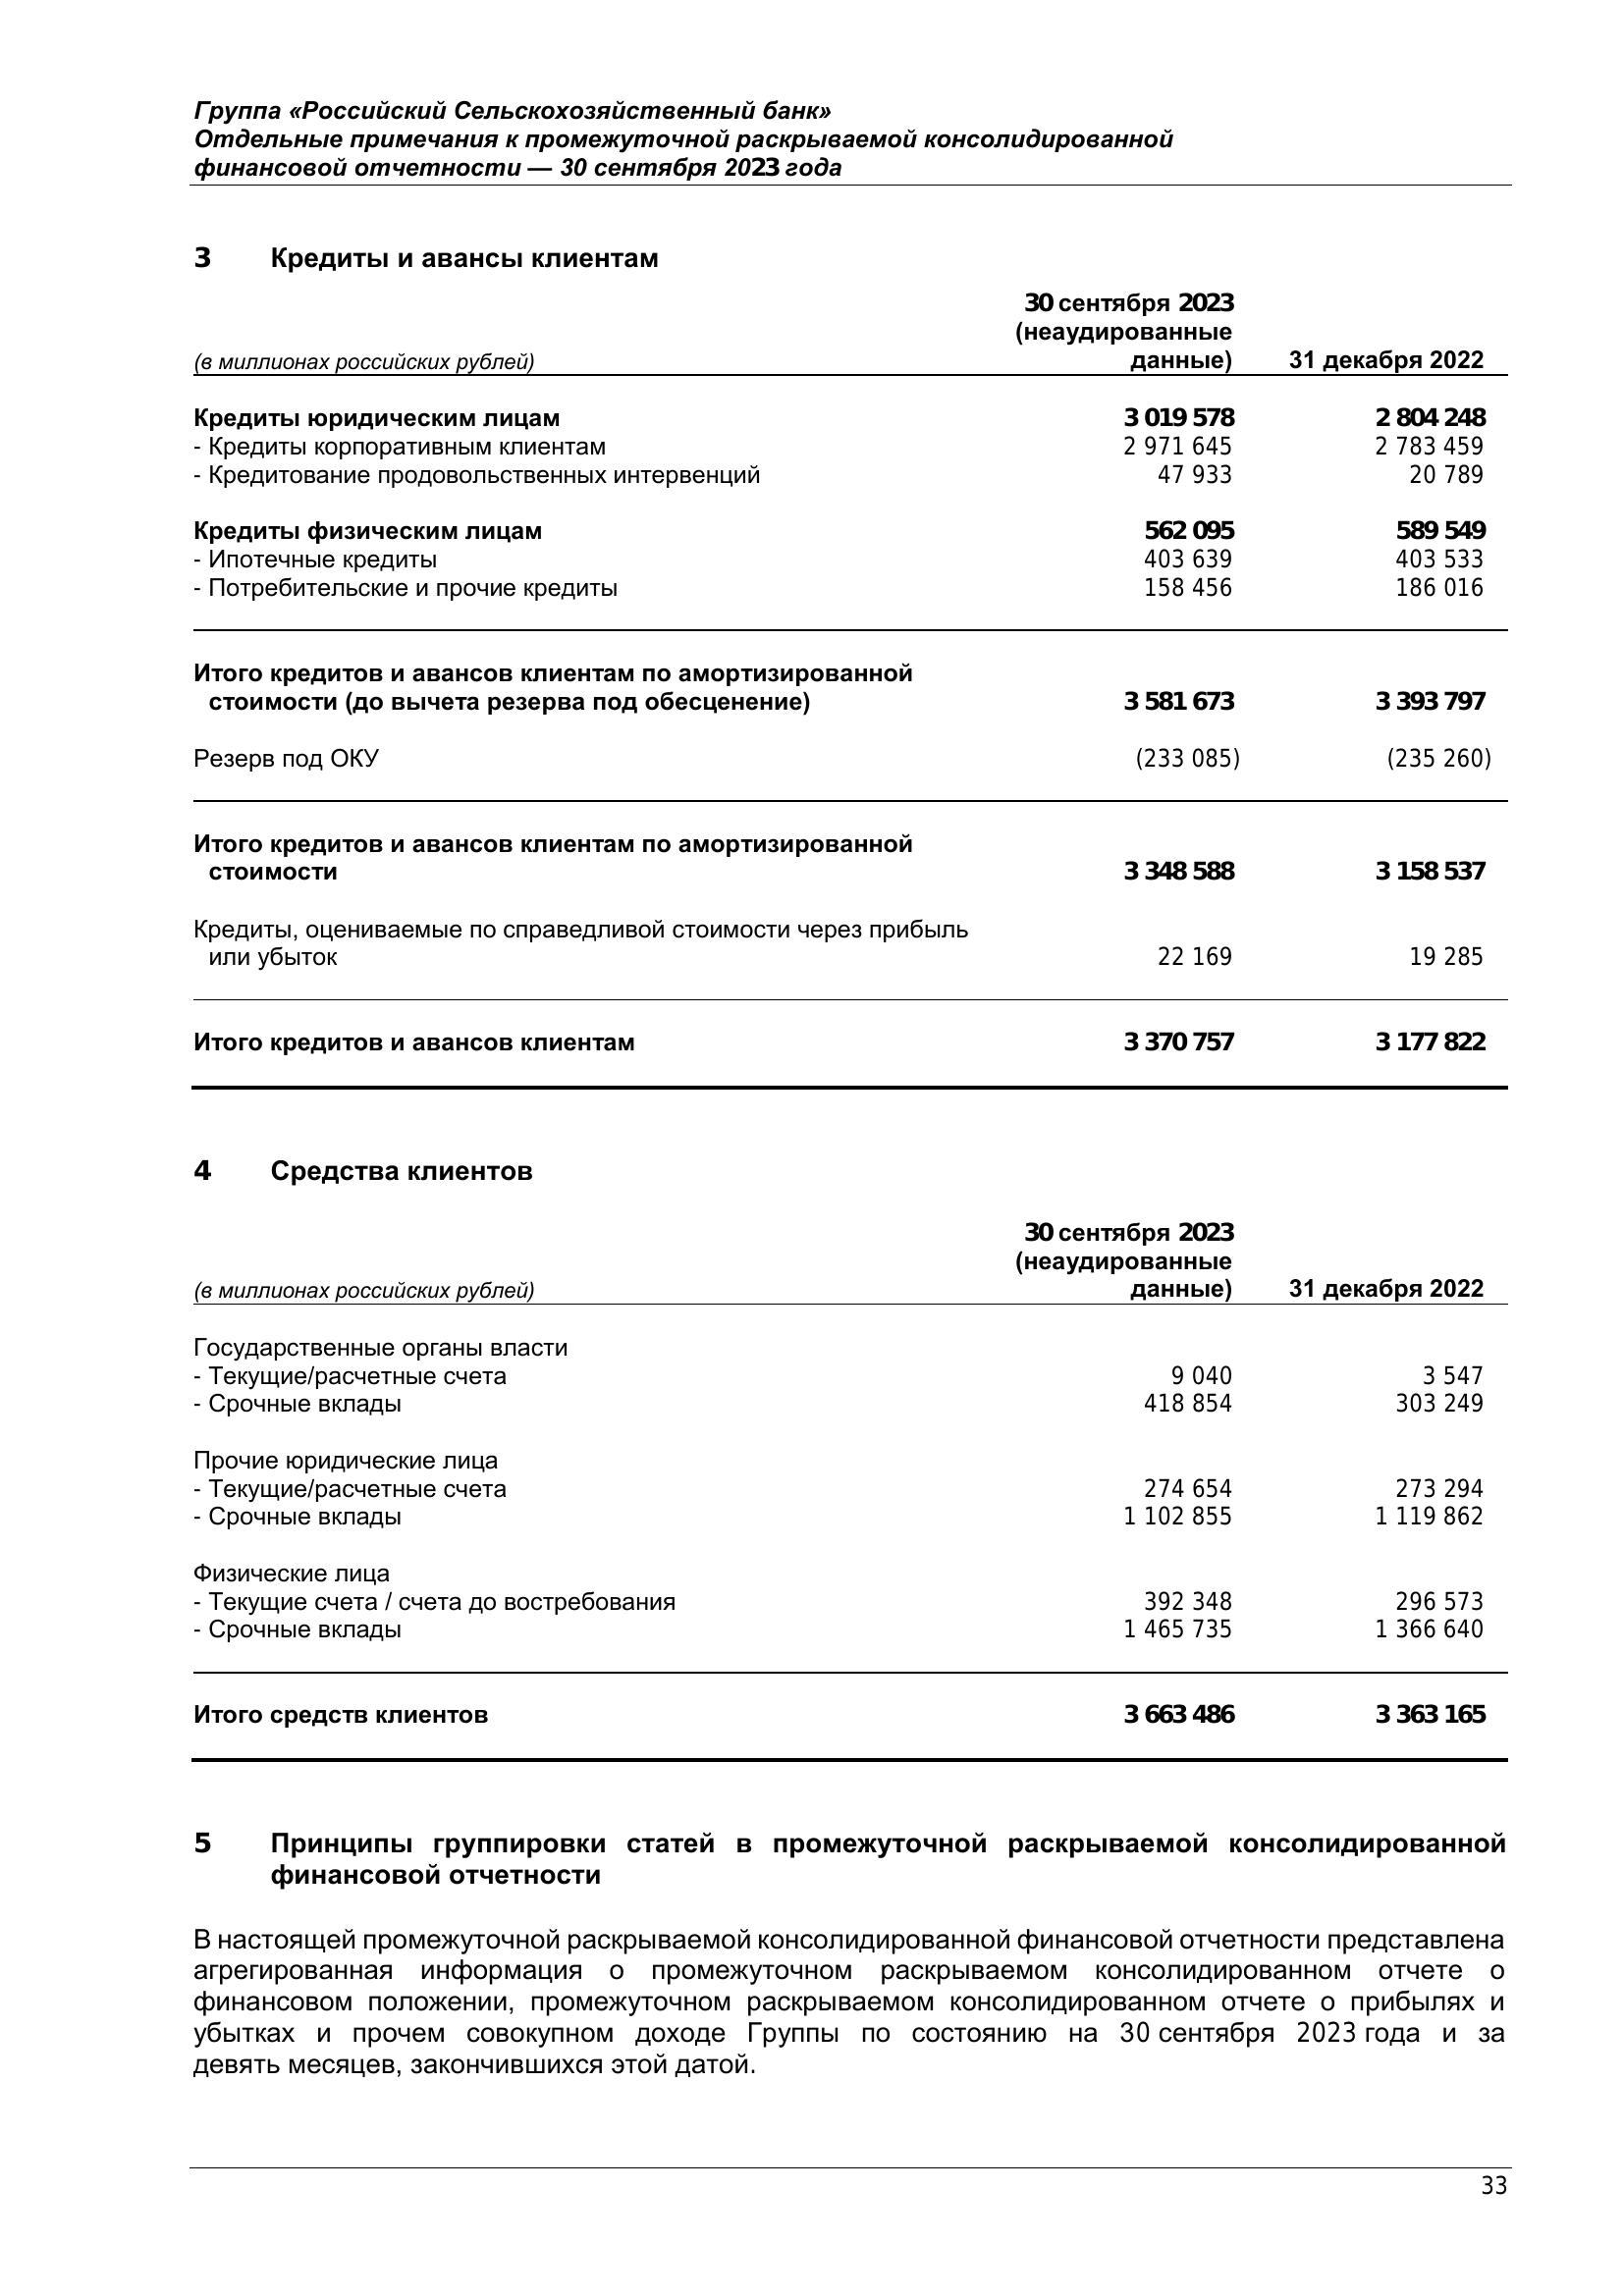 Группа «Российский Сельскохозяйственный банк»
Отдельные примечания к промежуточной раскрываемой консолидированной
финансовой отчетности — 30 сентября 2023 года
3 Кредиты и авансы клиентам
30 сентября 2023
(неаудированные
(в миллионах российских рублей) данные) 31 декабря 2022
Кредиты юридическим лицам 3 019 578 2 804 248
- Кредиты корпоративным клиентам 2 971 645 2 783 459
- Кредитование продовольственных интервенций 47 933 20 789
Кредиты физическим лицам 562 095 589 549
- Ипотечные кредиты 403 639 403 533
- Потребительские и прочие кредиты 158 456 186 016
Итого кредитов и авансов клиентам по амортизированной
стоимости (до вычета резерва под обесценение) 3 581 673 3 393 797
Резерв под ОКУ (233 085) (235 260)
Итого кредитов и авансов клиентам по амортизированной
стоимости 3 348 588 3 158 537
Кредиты, оцениваемые по справедливой стоимости через прибыль
или убыток 22 169 19 285
Итого кредитов и авансов клиентам 3 370 757 3 177 822
4 Средства клиентов
30 сентября 2023
(неаудированные
(в миллионах российских рублей) данные) 31 декабря 2022
Государственные органы власти
- Текущие/расчетные счета 9 040 3 547
- Срочные вклады 418 854 303 249
Прочие юридические лица
- Текущие/расчетные счета 274 654 273 294
- Срочные вклады 1 102 855 1 119 862
Физические лица
- Текущие счета / счета до востребования 392 348 296 573
- Срочные вклады 1 465 735 1 366 640
Итого средств клиентов 3 663 486 3 363 165
5 Принципы группировки статей в промежуточной раскрываемой консолидированной
финансовой отчетности
В настоящей промежуточной раскрываемой консолидированной финансовой отчетности представлена
агрегированная информация о промежуточном раскрываемом консолидированном отчете о
финансовом положении, промежуточном раскрываемом консолидированном отчете о прибылях и
убытках и прочем совокупном доходе Группы по состоянию на 30 сентября 2023 года и за
девять месяцев, закончившихся этой датой.
33